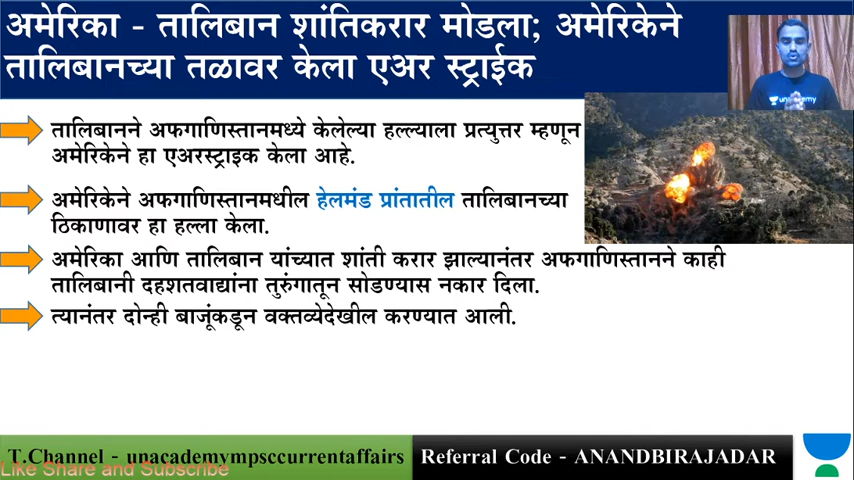 अमेरिका - तालिबान शांतिकरार मोडला; अमेरिकेने
तालिबानच्या तळावर केला एअर स्ट्राईक
तालिबानने अफगाणिस्तानमध्ये केलेल्या हल्ल्याला प्रत्युत्तर म्हणून
अमेरिकेने हा एअरस्ट्राइक केला आहे.
अमेरिकेने अफगाणिस्तानमधील हेलमंड प्रांतातील तालिबानच्या
ठिकाणावर हा हल्ला केला.
अमेरिका आणि तालिबान यांच्यात शांती करार झाल्यानंतर अफगाणिस्तानने काही
तालिबानी दहशतवाद्यांना तुरुंगातून सोडण्यास नकार दिला.
त्यानंतर दोन्ही बाजूंकडून वक्तव्येदेखील करण्यात आली.
unacademy
T.Channel - unacademympsccurrentaffairs
Referral Code - ANANDBIRAJADAR
Like Share and Subscribe